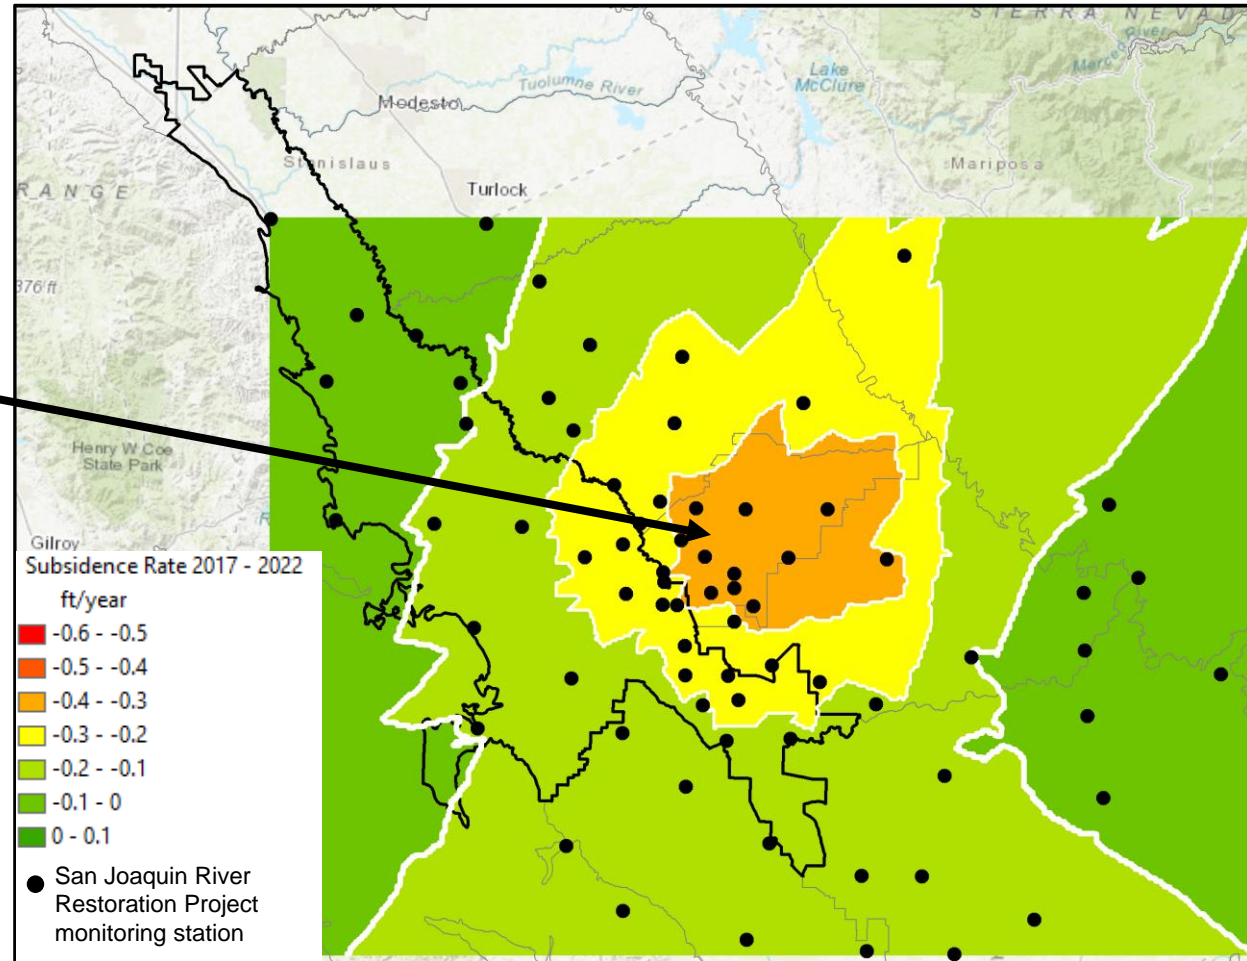 SIERRA NEVAD
Merced River
Lake
McClure
Tuolumne River
Modesto
Stanislaus
Mariposa
RANGE
Turlock
376 ft
Henry W Coe
State Park
Gilroy
Subsidence Rate 2017 - 2022
ft/year
-0.6 - -0.5
-0.5 - -0.4
-0.4 - -0.3
-0.3 - -0.2
-0.2 - -0.1
-0.1 - 0
0 - 0.1
San Joaquin River
Restoration Project
monitoring station